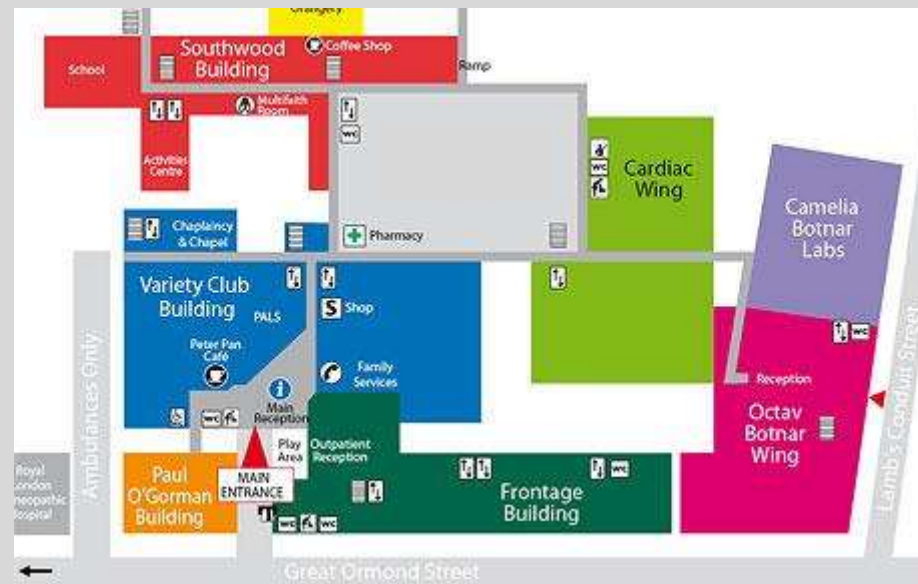 Orangery
Southwood
Building
Coffee Shop
School
Ramp
Multifaith
Room
wc
Activities
Centre
wc
Cardiac
Wing
Camelia
Botnar
Labs
Chaplaincy
& Chapel
Pharmacy
Variety Club
Building
PALS
S Shop
Peter Pan
Café
Family
Services
i
Main
Reception
wc
wc
Reception
Octav
Botnar
Wing
Play
Area
Outpatient
Reception
Ambulances Only
Lamb's Conduit Street
Royal
London
Hospital
Paul
O'Gorman
Building
MAIN
ENTRANCE
wc
Frontage
Building
wc
wc
Great Ormond Street